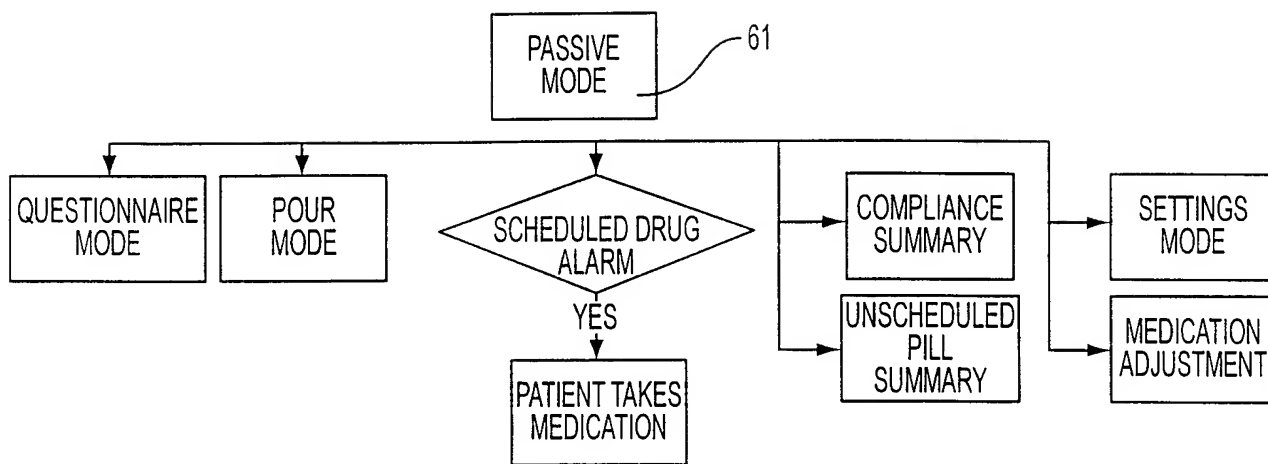 PASSIVE
MODE
61
QUESTIONNAIRE
MODE
POUR
MODE
SCHEDULED DRUG
ALARM
YES
PATIENT TAKES
MEDICATION
COMPLIANCE
SUMMARY
UNSCHEDULED
PILL
SUMMARY
SETTINGS
MODE
MEDICATION
ADJUSTMENT